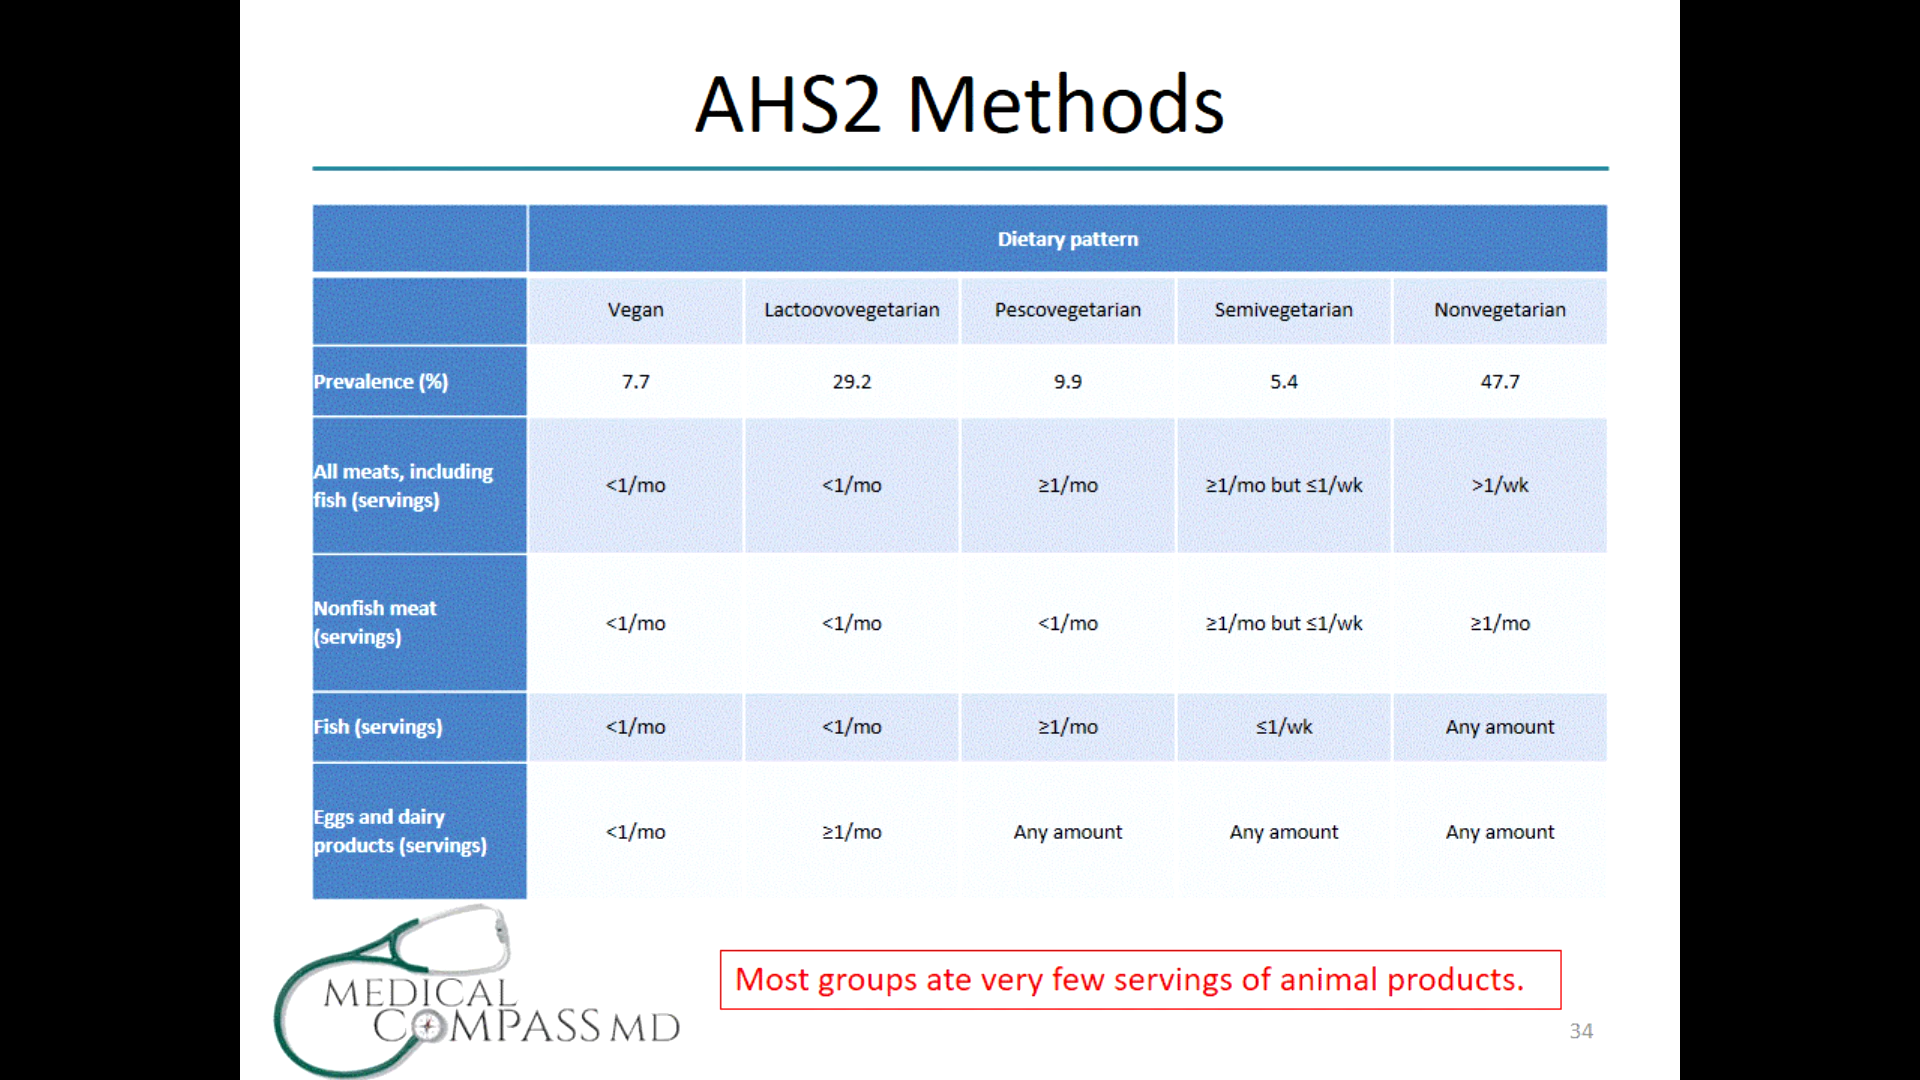 AHS2 Methods
Dietary pattern
Vegan Lactoovovegetarian Pescovegetarian Semivegetarian Nonvegetarian
Prevalence (%) 7.7 29.2 9.9 5.4 47.7
All meats, including
fish (servings) <1/mo <1/mo ≥1/mo ≥1/mo but ≤1/wk >1/wk
Nonfish meat
(servings) <1/mo <1/mo <1/mo ≥1/mo but ≤1/wk ≥1/mo
Fish (servings) <1/mo <1/mo ≥1/mo ≤1/wk Any amount
Eggs and dairy
products (servings) <1/mo ≥1/mo Any amount Any amount Any amount
Most groups ate very few servings of animal products.
MEDICAL
COMPASS MD
34